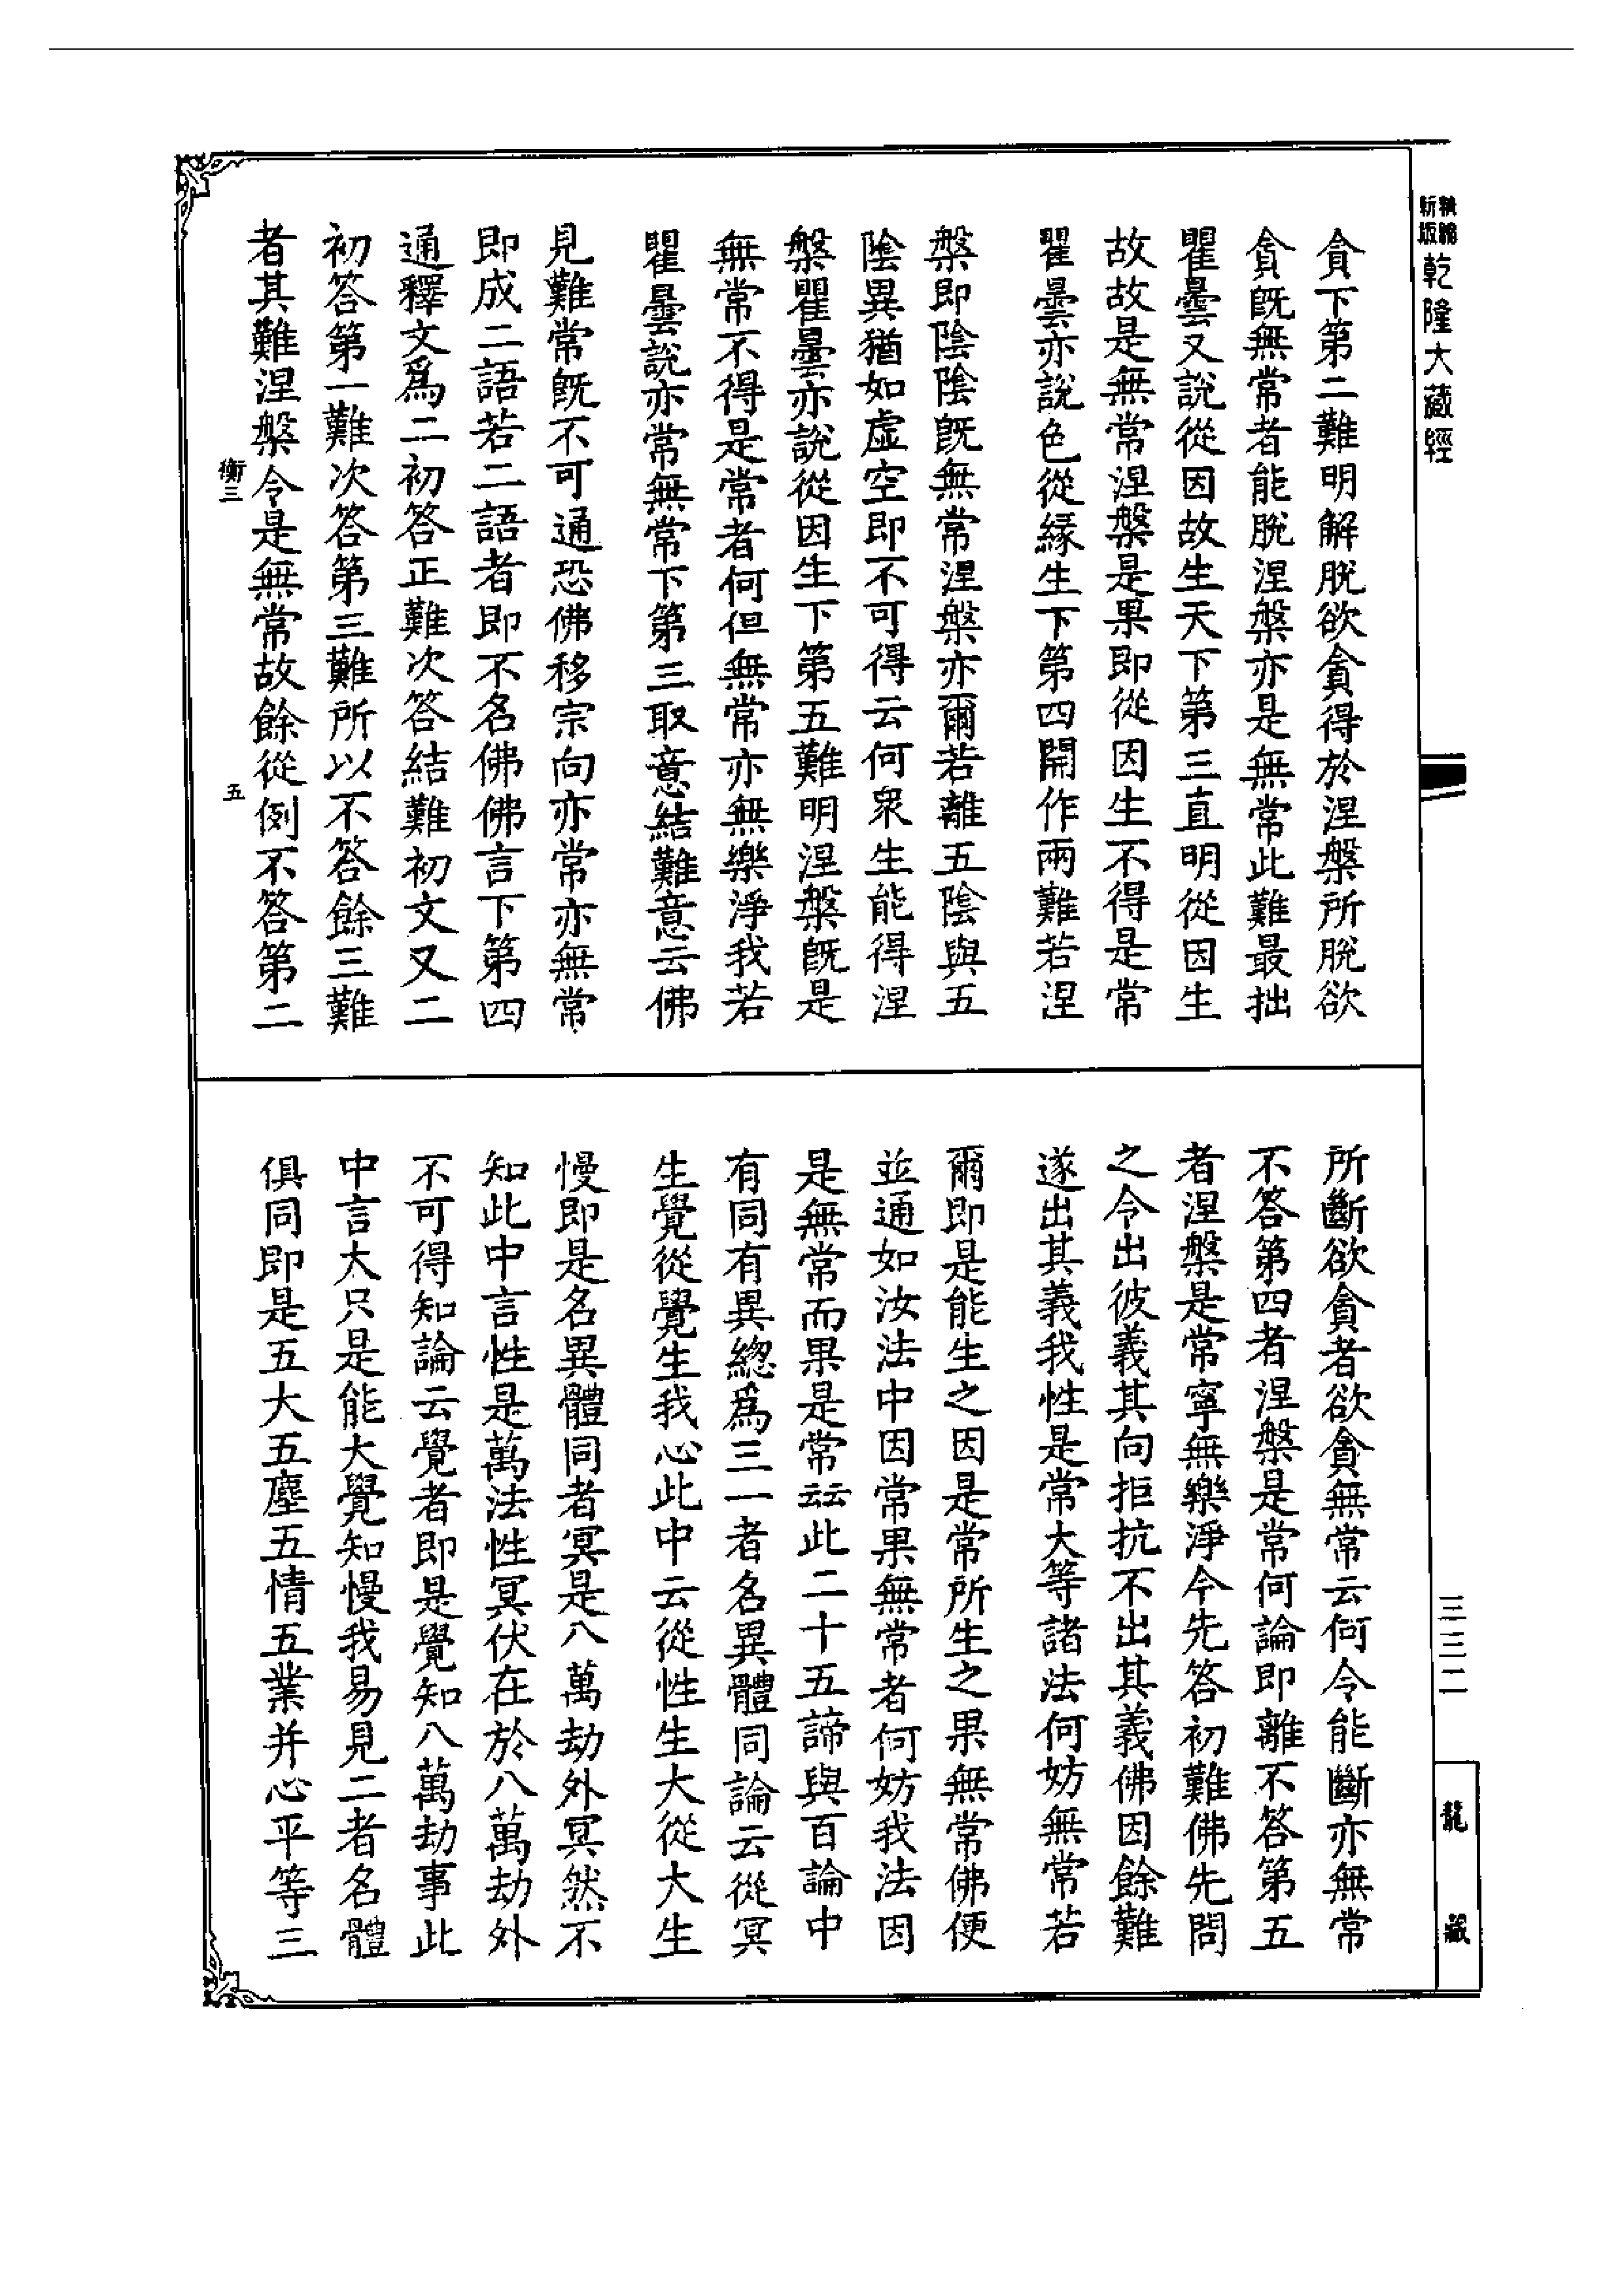 乾隆大藏經
貪下第二難明解脫欲貪得於涅槃所脫欲
貪旣無常者能脫涅槃亦是無常此難最拙
瞿曇又說從因故生天下第三直明從因生
故故是無常涅槃是果即從因生不得是常
瞿曇亦說色從緣生下第四開作兩難若涅
槃即陰陰旣無常涅槃亦爾若離五陰與五
陰異猶如虛空即不可得云何衆生能得涅
槃瞿曇亦說從因生下第五難明涅槃旣是
無常不得是常者何但無常亦無樂淨我若
瞿曇說亦常無常下第三取意結難意云佛
見難常旣不可通恐佛移宗向亦常亦無常
即成二語若二語者即不名佛佛言下第四
通釋文爲二初答正難次答結難初文又二
初答第一難次答第三難所以不答餘三難
者其難涅槃令是無常故餘從例不答第二
衡三
五
所斷欲貪者欲貪無常云何令能斷亦無常
不答第四者涅槃是常何論即離不答第五
者涅槃是常寧無樂淨今先答初難佛先問
之令出彼義其向拒抗不出其義佛因餘難
遂出其義我性是常大等諸法何妨無常若
爾即是能生之因是常所生之果無常佛便
並通如汝法中因常果無常者何妨我法因
是無常而果是常云云此二十五諦與百論中
有同有異總爲三一者名異體同論云從冥
生覺從覺生我心此中云從性生大從大生
慢即是名異體同者冥是八萬劫外冥然不
知此中言性是萬法性冥伏在於八萬劫外
不可得知論云覺者即是覺知八萬劫事此
中言大只是能大覺知慢我易見二者名體
俱同即是五大五塵五情五業并心平等三
三三二
龍藏